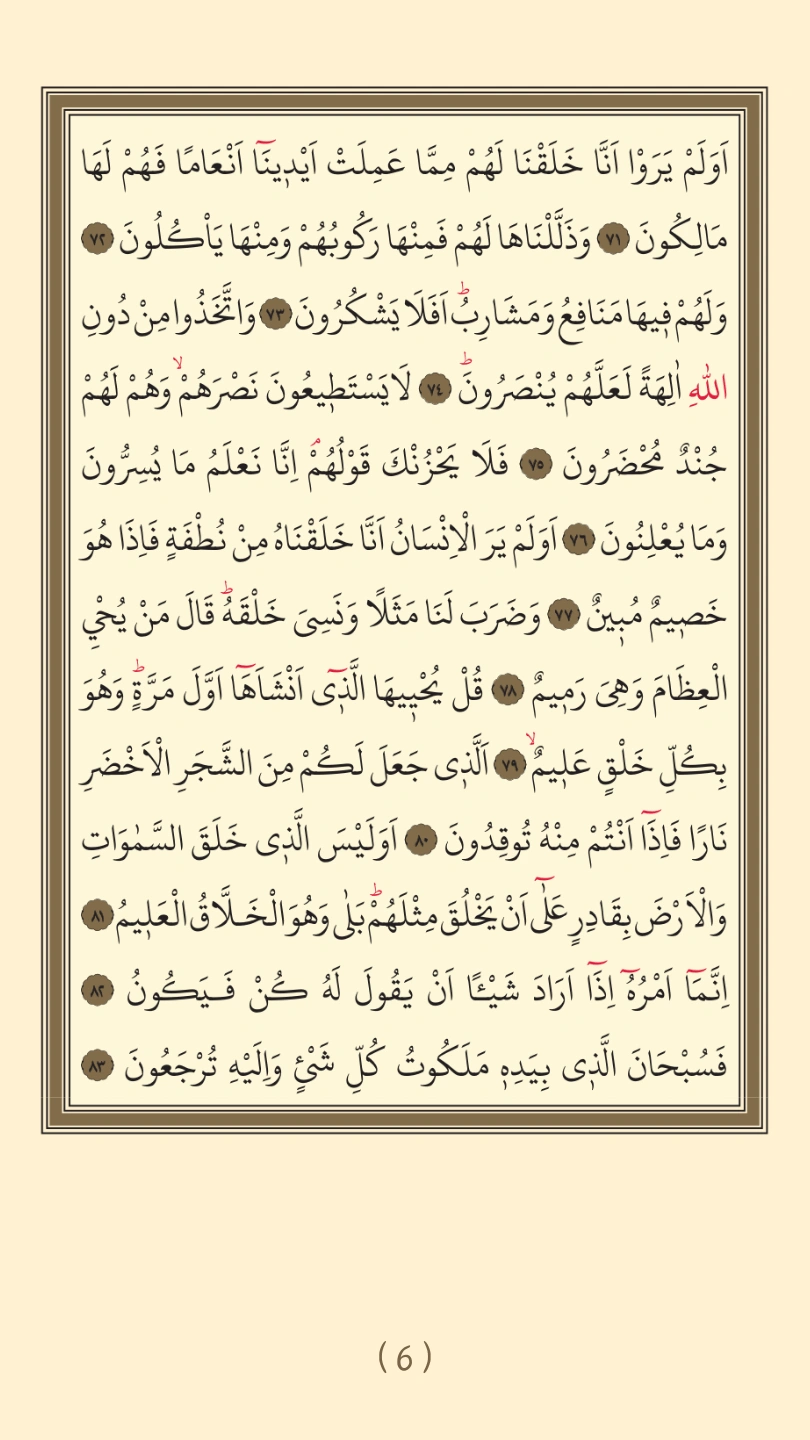 اَوَلَمْ يَرَوْا اَنَّا خَلَقْنَا لَهُمْ مِمَّا عَمِلَتْ اَيْد۪ينَٓا اَنْعَامًا فَهُمْ لَهَا
مَالِكُونَ ﴿٧١﴾ وَذَلَّلْنَاهَا لَهُمْ فَمِنْهَا رَكُوبُهُمْ وَمِنْهَا يَأْكُلُونَ ﴿٧٢﴾
وَلَهُمْ ف۪يهَا مَنَافِعُ وَمَشَارِبُۜ اَفَلَا يَشْكُرُونَ ﴿٧٣﴾ وَاتَّخَذُوا مِنْ دُونِ
اللّٰهِ اٰلِهَةً لَعَلَّهُمْ يُنْصَرُونَۜ ﴿٧٤﴾ لَا يَسْتَط۪يعُونَ نَصْرَهُمْۙ وَهُمْ لَهُمْ
جُنْدٌ مُحْضَرُونَ ﴿٧٥﴾ فَلَا يَحْزُنْكَ قَوْلُهُمْۢ اِنَّا نَعْلَمُ مَا يُسِرُّونَ
وَمَا يُعْلِنُونَ ﴿٧٦﴾ اَوَلَمْ يَرَ الْاِنْسَانُ اَنَّا خَلَقْنَاهُ مِنْ نُطْفَةٍ فَاِذَا هُوَ
خَص۪يمٌ مُب۪ينٌ ﴿٧٧﴾ وَضَرَبَ لَنَا مَثَلًا وَنَسِيَ خَلْقَهُۜ قَالَ مَنْ يُحْيِ
الْعِظَامَ وَهِيَ رَم۪يمٌ ﴿٧٨﴾ قُلْ يُحْي۪يهَا الَّذ۪ٓي اَنْشَاَهَٓا اَوَّلَ مَرَّةٍۜ وَهُوَ
بِكُلِّ خَلْقٍ عَل۪يمٌۙ ﴿٧٩﴾ اَلَّذ۪ي جَعَلَ لَكُمْ مِنَ الشَّجَرِ الْاَخْضَرِ
نَارًا فَاِذَٓا اَنْتُمْ مِنْهُ تُوقِدُونَ ﴿٨٠﴾ اَوَلَيْسَ الَّذ۪ي خَلَقَ السَّمٰوَاتِ
وَالْاَرْضَ بِقَادِرٍ عَلٰٓى اَنْ يَخْلُقَ مِثْلَهُمْۜ بَلٰى وَهُوَ الْخَلَّاقُ الْعَل۪يمُ ﴿٨١﴾
اِنَّمَٓا اَمْرُهُٓ اِذَٓا اَرَادَ شَيْـًٔا اَنْ يَقُولَ لَهُ كُنْ فَيَكُونُ ﴿٨٢﴾
فَسُبْحَانَ الَّذ۪ي بِيَدِه۪ مَلَكُوتُ كُلِّ شَيْءٍ وَاِلَيْهِ تُرْجَعُونَ ﴿٨٣﴾
( 6 )